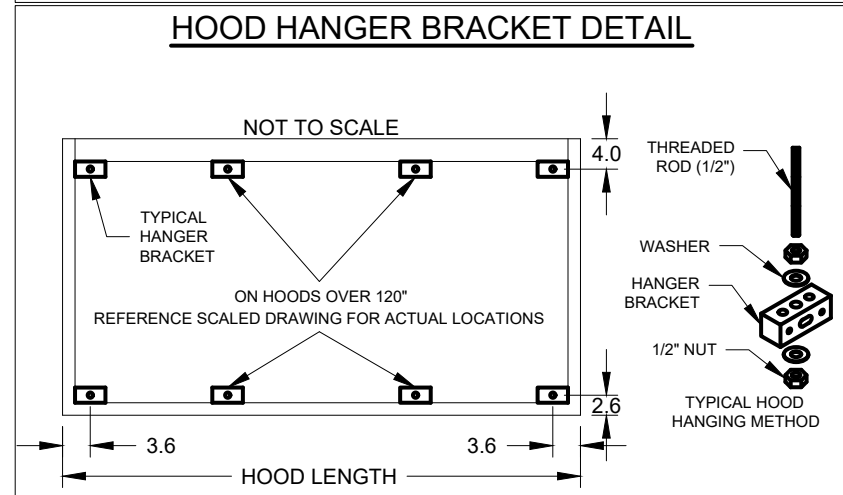 HOOD HANGER BRACKET DETAIL
NOT TO SCALE
4.0
THREADED
ROD (1/2")
TYPICAL
HANGER
BRACKET
WASHER
HANGER
BRACKET
ON HOODS OVER 120"
REFERENCE SCALED DRAWING FOR ACTUAL LOCATIONS
1/2" NUT
2.6
TYPICAL HOOD
HANGING METHOD
3.6
3.6
HOOD LENGTH